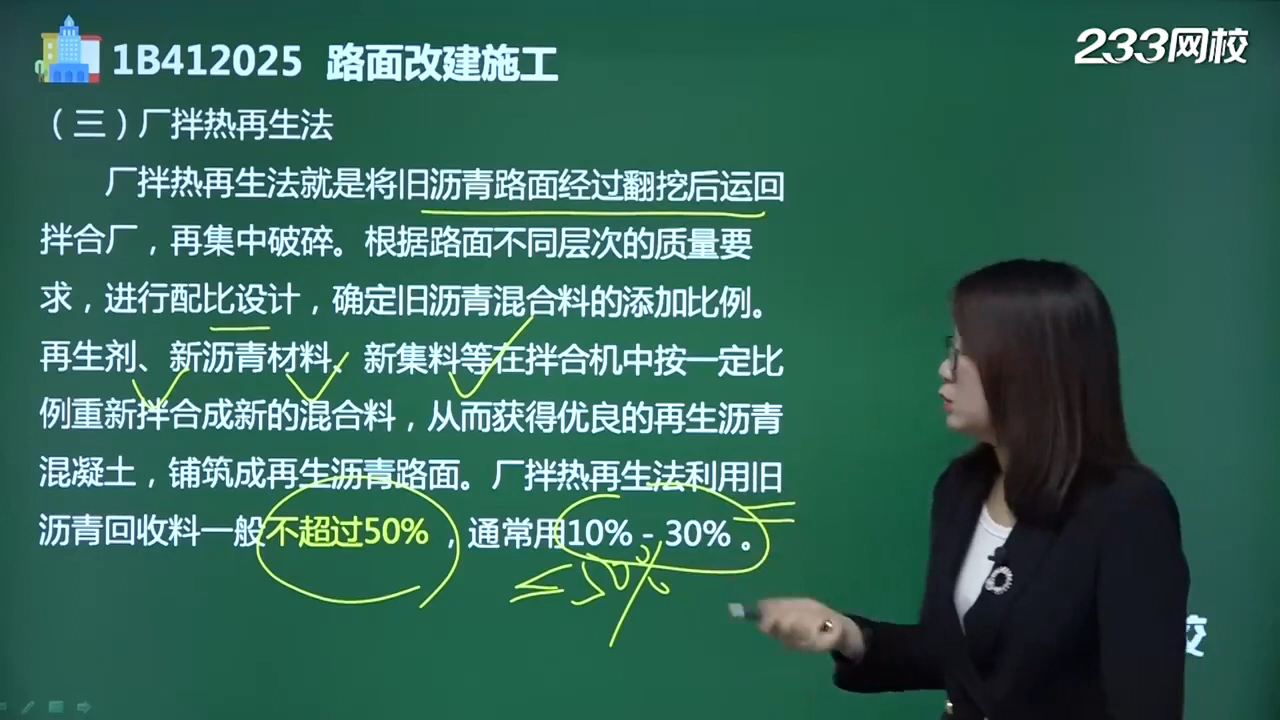 1B412025 路面改建施工
233网校
（三）厂拌热再生法
厂拌热再生法就是将旧沥青路面经过翻挖后运回
拌合厂，再集中破碎。根据路面不同层次的质量要
求，进行配比设计，确定旧沥青混合料的添加比例。
再生剂、新沥青材料、新集料等在拌合机中按一定比
例重新拌合成新的混合料，从而获得优良的再生沥青
混凝土，铺筑成再生沥青路面。厂拌热再生法利用旧
沥青回收料一般不超过50%，通常用10%-30%。
≤50%
校